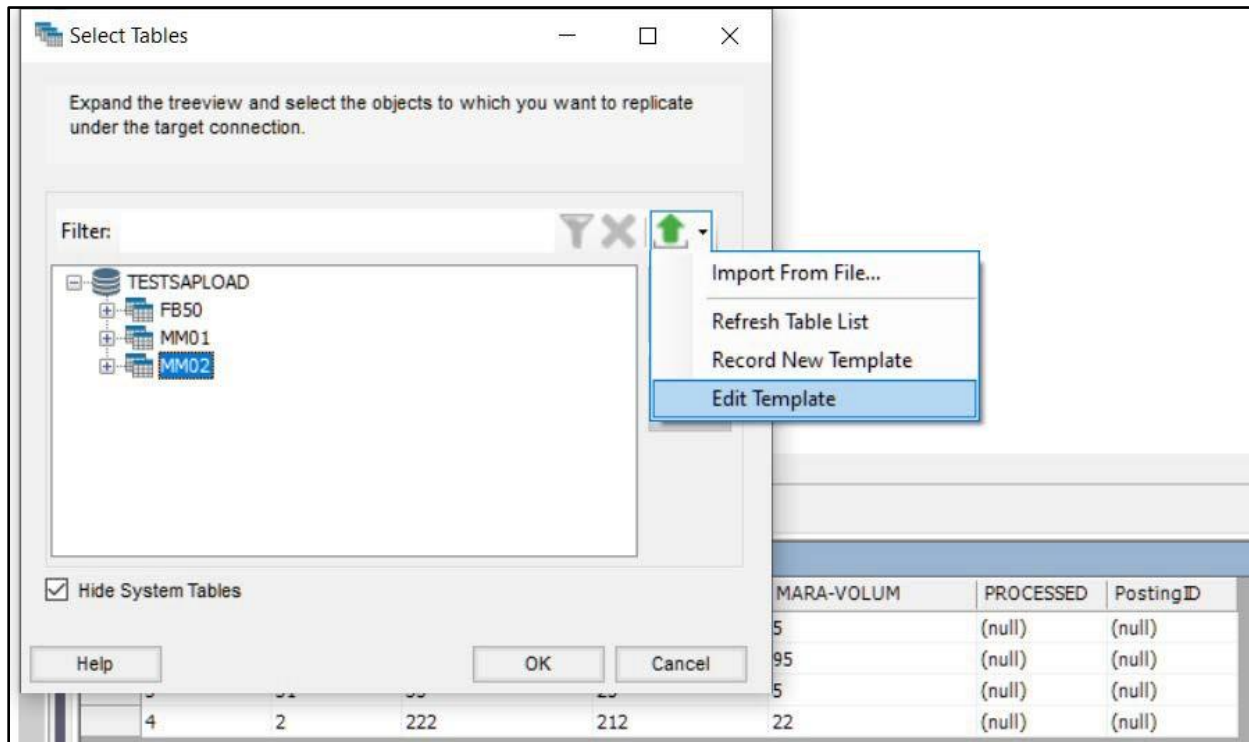 Select Tables
Expand the treeview and select the objects to which you want to replicate
under the target connection.
Filter:
TESTSAPLOAD
FB50
MM01
MM02
Import From File...
Refresh Table List
Record New Template
Edit Template
Hide System Tables
Help
OK
Cancel
MARA-VOLUM PROCESSED PostingID
5 (null) (null)
95 (null) (null)
5 (null) (null)
4 2 222 212 22 (null) (null)